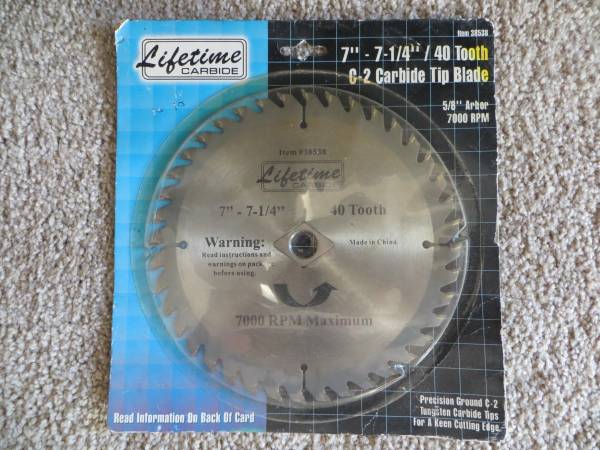 Item 38538
Lifetime
CARBIDE
7" - 7-1/4" / 40 Tooth
C-2 Carbide Tip Blade
5/8" Arbor
7000 RPM
Item #38538
Lifetime
CARBIDE
7" - 7-1/4" 40 Tooth
Warning:
Read instructions and
warnings on pack
before using.
Made in China
7000 RPM Maximum
Precision Ground C-2
Tungsten Carbide Tips
For A Keen Cutting Edge
Read Information On Back Of Card